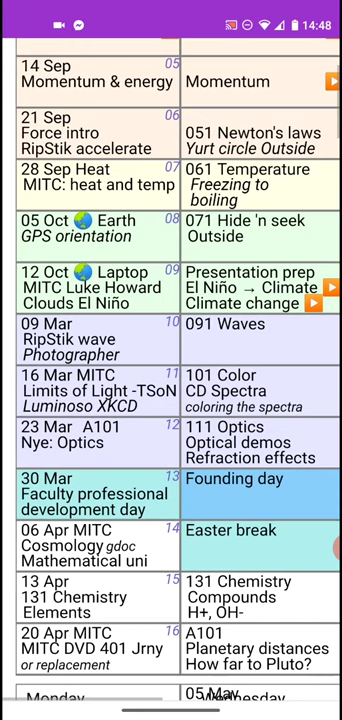 14:48
14 Sep 05
Momentum & energy
Momentum
21 Sep 06
Force intro
RipStik accelerate
051 Newton's laws
Yurt circle Outside
28 Sep Heat 07
MITC: heat and temp
061 Temperature
Freezing to
boiling
05 Oct 🌏 Earth 08
GPS orientation
071 Hide 'n seek
Outside
12 Oct 🌏 Laptop 09
MITC Luke Howard
Clouds El Niño
Presentation prep
El Niño → Climate
Climate change
09 Mar 10
RipStik wave
Photographer
091 Waves
16 Mar MITC 11
Limits of Light -TSoN
Luminoso XKCD
101 Color
CD Spectra
coloring the spectra
23 Mar A101 12
Nye: Optics
111 Optics
Optical demos
Refraction effects
30 Mar 13
Faculty professional
development day
Founding day
06 Apr MITC 14
Cosmology gdoc
Mathematical uni
Easter break
13 Apr 15
131 Chemistry
Elements
131 Chemistry
Compounds
H+, OH-
20 Apr MITC 16
MITC DVD 401 Jrny
or replacement
A101
Planetary distances
How far to Pluto?
Monday
05 May
Wednesday